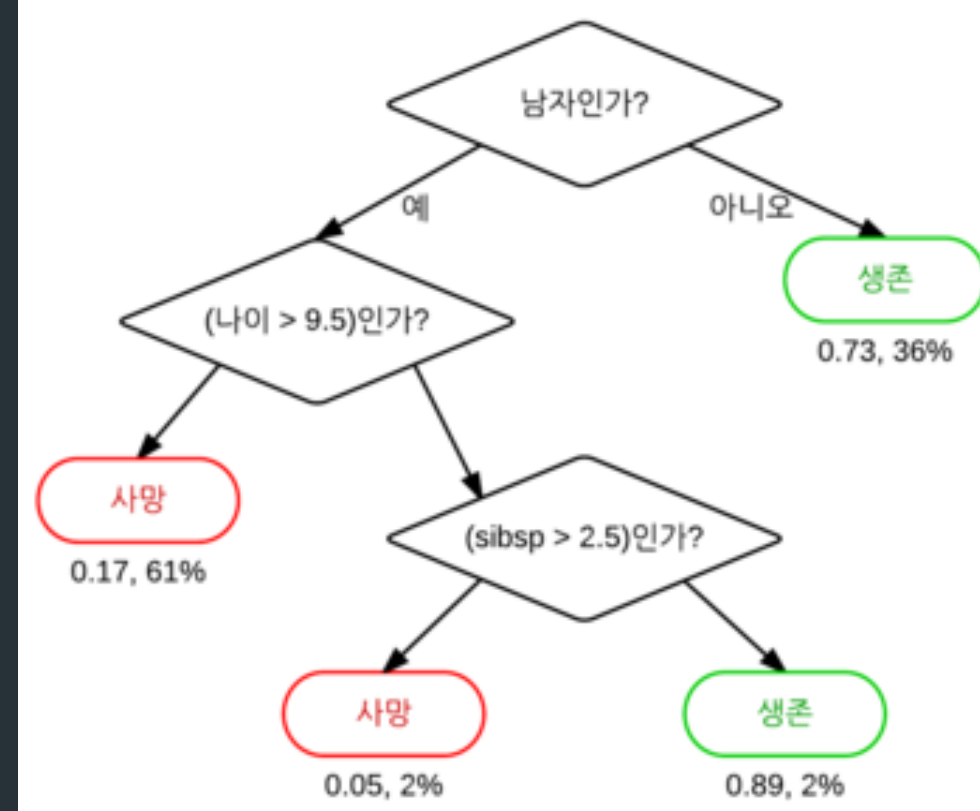 남자인가?
예
아니오
생존
0.73, 36%
(나이 > 9.5)인가?
사망
0.17, 61%
(sibsp > 2.5)인가?
사망
0.05, 2%
생존
0.89, 2%